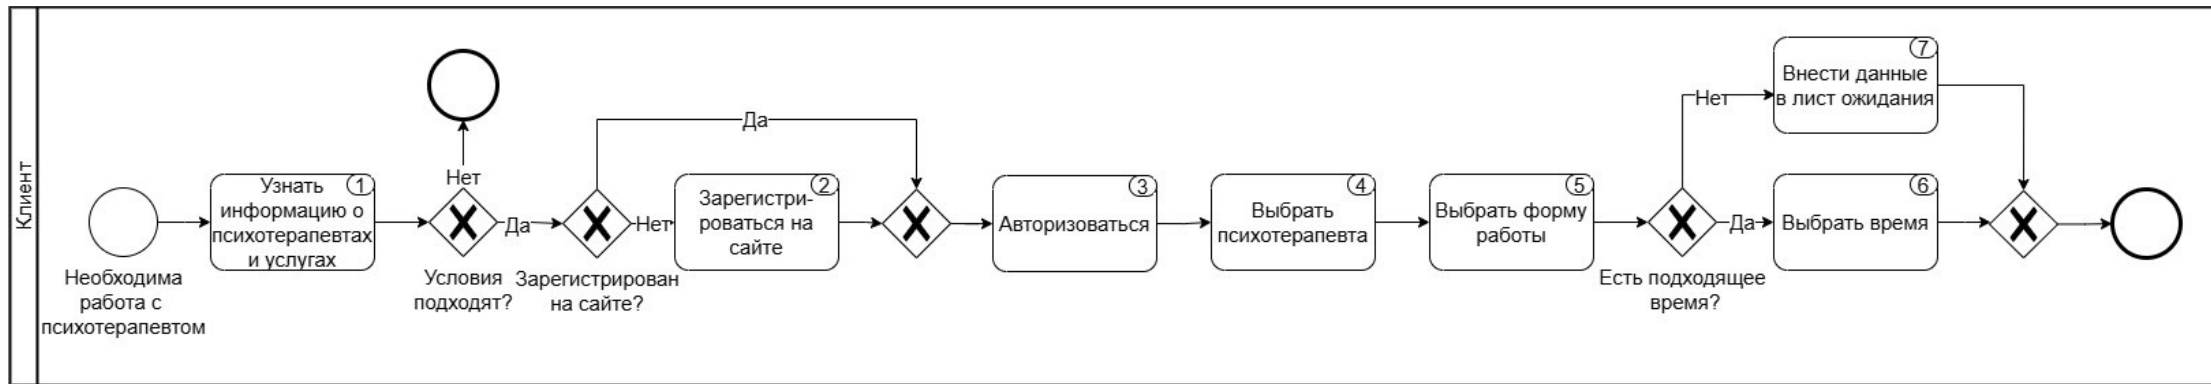 Клиент
Необходима
работа с
психотерапевтом
1
Узнать
информацию о
психотерапевтах
и услугах
Нет
Условия
подходят?
Да
Зарегистрирован
на сайте?
Да
Нет
2
Зарегистри-
роваться на
сайте
3
Авторизоваться
4
Выбрать
психотерапевта
5
Выбрать форму
работы
Есть подходящее
время?
Нет
7
Внести данные
в лист ожидания
Да
6
Выбрать время